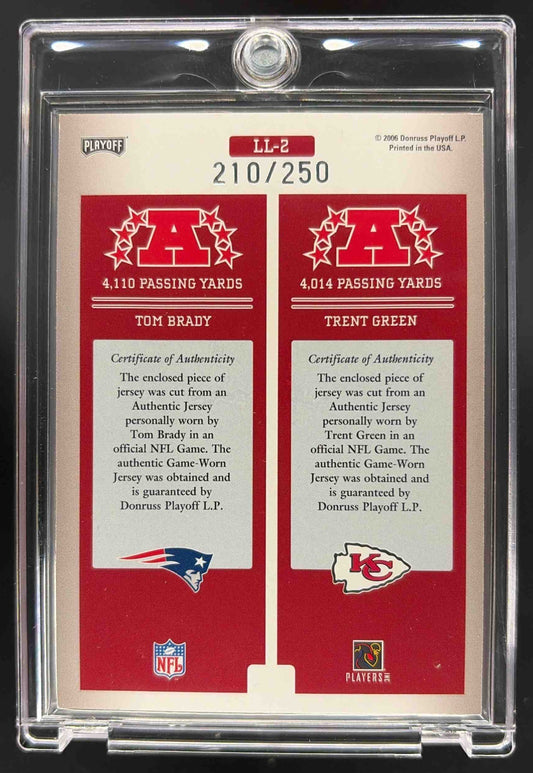 PLAYOFF
LL-2
210/250
© 2006 Donruss Playoff L.P.
Printed in the USA.
A
4,110 PASSING YARDS
TOM BRADY
Certificate of Authenticity
The enclosed piece of
jersey was cut from an
Authentic Jersey
personally worn by
Tom Brady in an
official NFL Game. The
authentic Game-Worn
Jersey was obtained and
is guaranteed by
Donruss Playoff L.P.
NFL
A
4,014 PASSING YARDS
TRENT GREEN
Certificate of Authenticity
The enclosed piece of
jersey was cut from an
Authentic Jersey
personally worn by
Trent Green in an
official NFL Game. The
authentic Game-Worn
Jersey was obtained and
is guaranteed by
Donruss Playoff L.P.
KC
PLAYERS INC